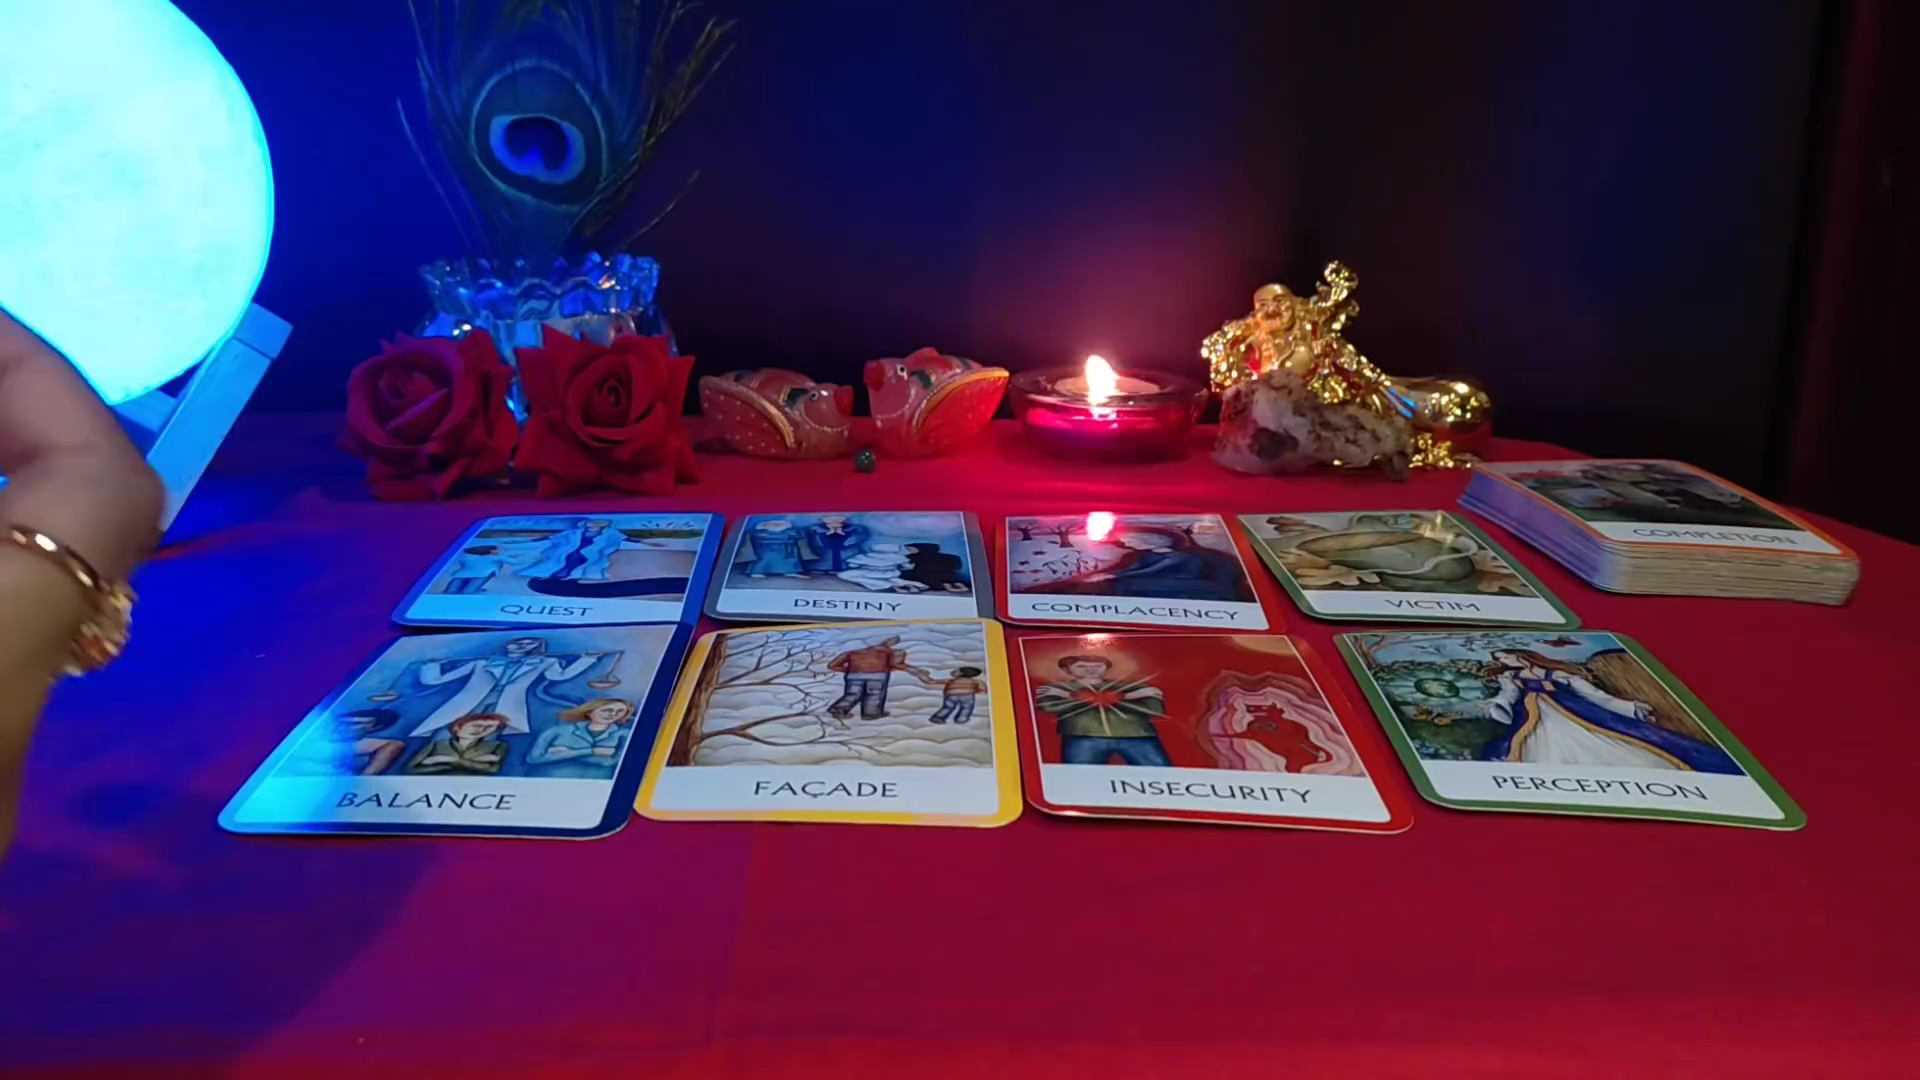 COMPLETION
QUEST
DESTINY
COMPLACENCY
VICTIM
BALANCE
FAÇADE
INSECURITY
PERCEPTION